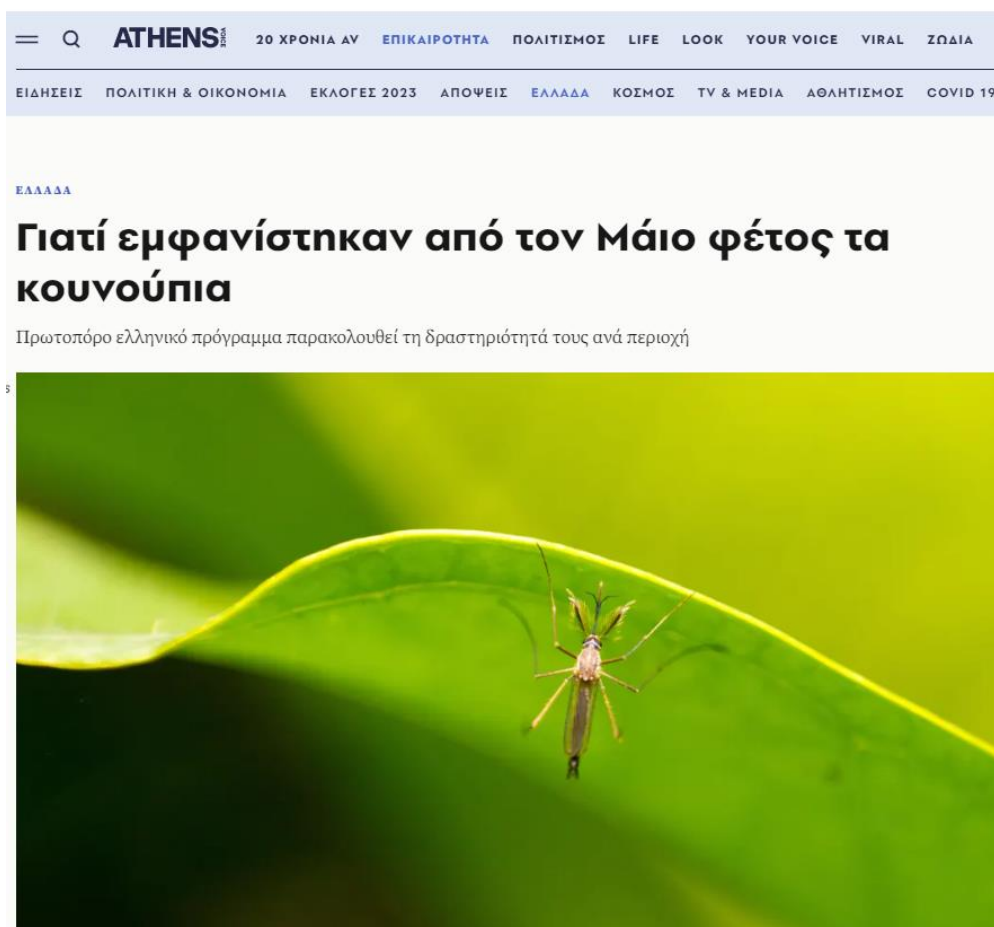 ATHENS VOICE 20 ΧΡΟΝΙΑ AV ΕΠΙΚΑΙΡΟΤΗΤΑ ΠΟΛΙΤΙΣΜΟΣ LIFE LOOK YOUR VOICE VIRAL ΖΩΔΙΑ
ΕΙΔΗΣΕΙΣ ΠΟΛΙΤΙΚΗ & ΟΙΚΟΝΟΜΙΑ ΕΚΛΟΓΕΣ 2023 ΑΠΟΨΕΙΣ ΕΛΛΑΔΑ ΚΟΣΜΟΣ TV & MEDIA ΑΘΛΗΤΙΣΜΟΣ COVID 19
ΕΛΛΑΔΑ
Γιατί εμφανίστηκαν από τον Μάιο φέτος τα
κουνούπια
Πρωτοπόρο ελληνικό πρόγραμμα παρακολουθεί τη δραστηριότητά τους ανά περιοχή
s